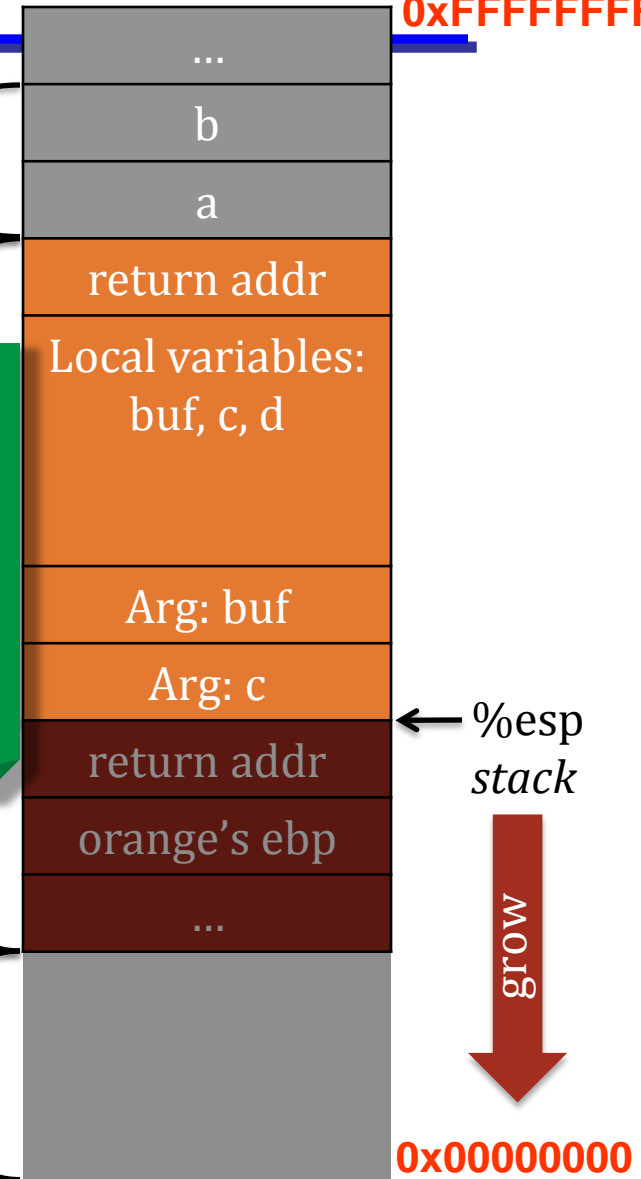 0xFFFFFFFF
...
b
a
return addr
Local variables:
buf, c, d
Arg: buf
Arg: c
%esp
stack
return addr
orange’s ebp
...
grow
0x00000000